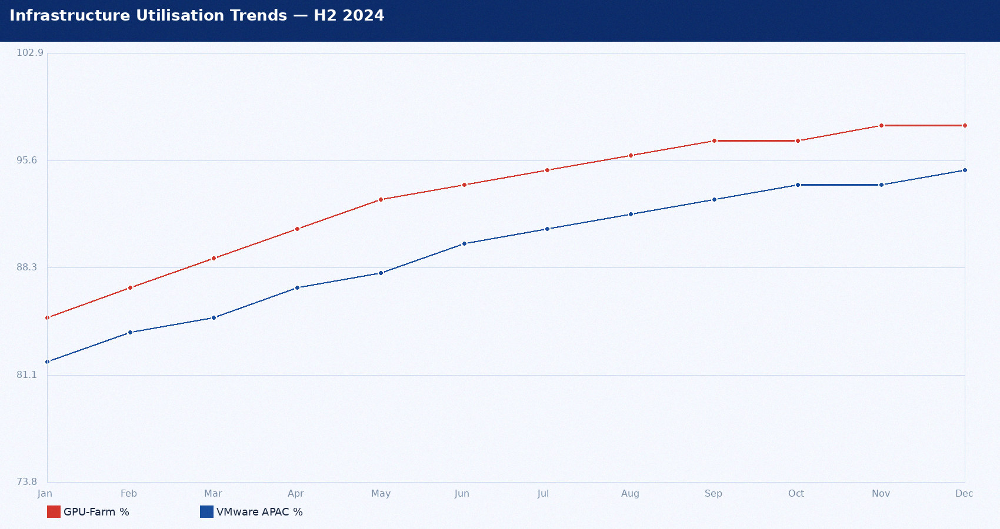 Infrastructure Utilisation Trends — H2 2024
102.9
95.6
88.3
81.1
73.8
Jan Feb Mar Apr May Jun Jul Aug Sep Oct Nov Dec
GPU-Farm % VMware APAC %